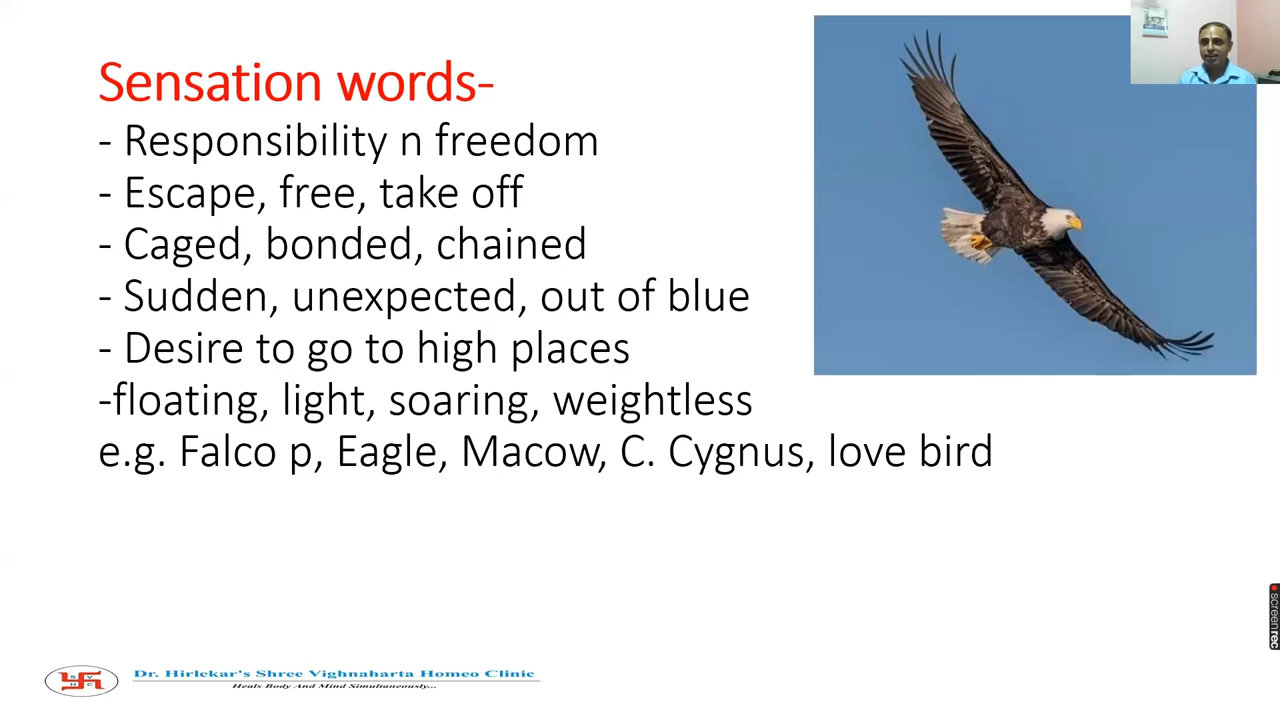 Sensation words-
- Responsibility n freedom
- Escape, free, take off
- Caged, bonded, chained
- Sudden, unexpected, out of blue
- Desire to go to high places
-floating, light, soaring, weightless
e.g. Falco p, Eagle, Macow, C. Cygnus, love bird
screenrec
Dr. Hirlekar's Shree Vighnaharta Homeo Clinic
Heals Body And Mind Simultaneously...